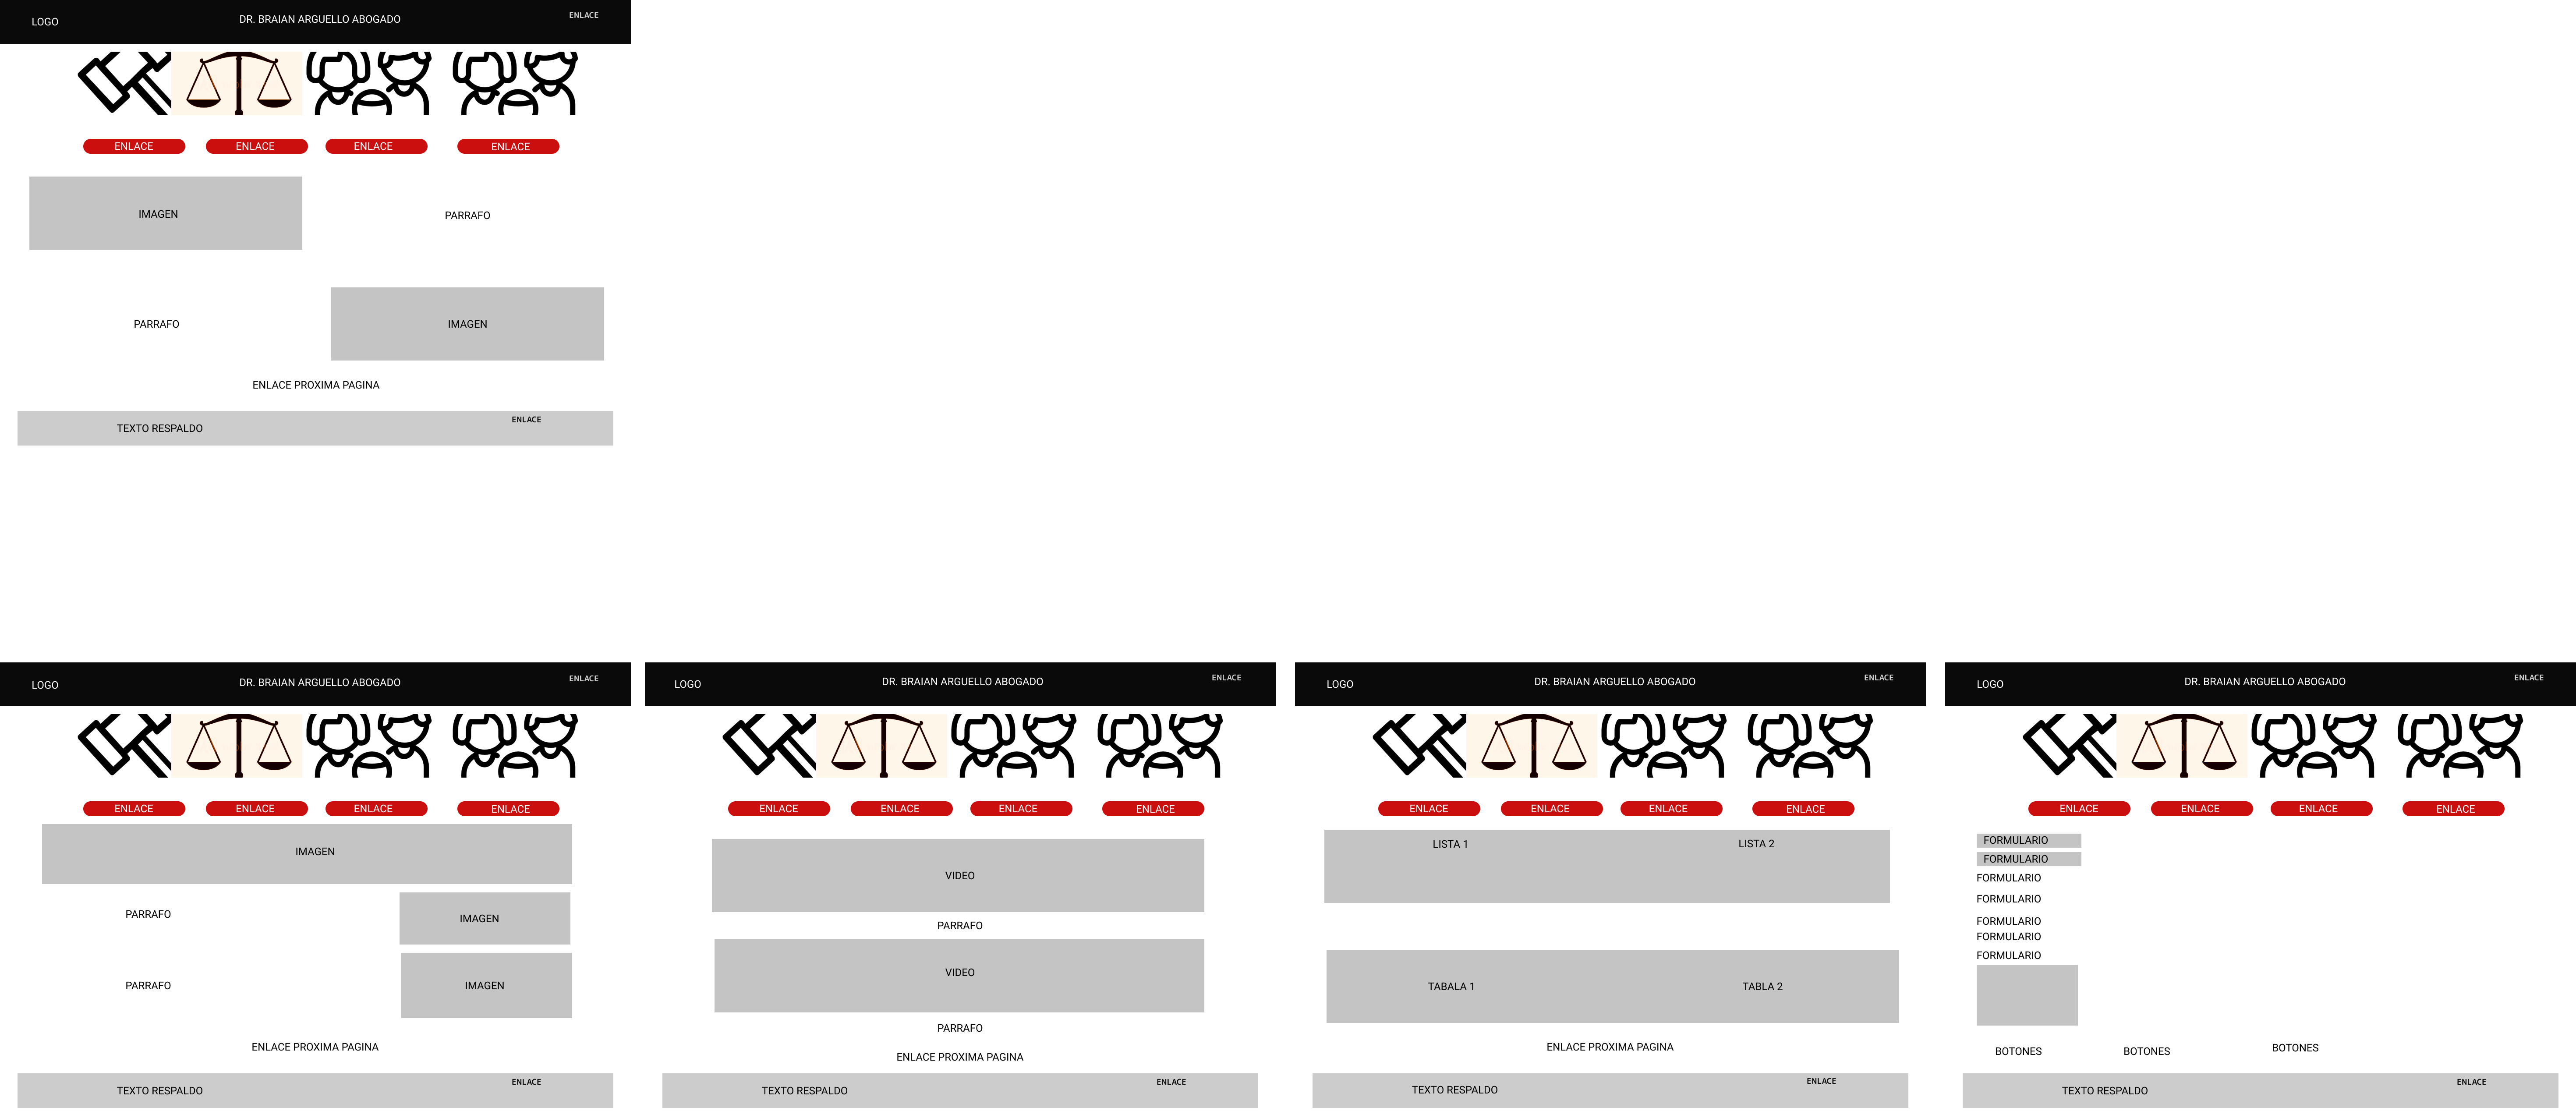 LOGO
DR. BRAIAN ARGUELLO ABOGADO
ENLACE
ENLACE
ENLACE
ENLACE
ENLACE
IMAGEN
PARRAFO
PARRAFO
IMAGEN
ENLACE PROXIMA PAGINA
TEXTO RESPALDO
ENLACE
LOGO
DR. BRAIAN ARGUELLO ABOGADO
ENLACE
ENLACE
ENLACE
ENLACE
ENLACE
IMAGEN
PARRAFO
IMAGEN
PARRAFO
IMAGEN
ENLACE PROXIMA PAGINA
TEXTO RESPALDO
ENLACE
LOGO
DR. BRAIAN ARGUELLO ABOGADO
ENLACE
ENLACE
ENLACE
ENLACE
ENLACE
VIDEO
PARRAFO
VIDEO
PARRAFO
ENLACE PROXIMA PAGINA
TEXTO RESPALDO
ENLACE
LOGO
DR. BRAIAN ARGUELLO ABOGADO
ENLACE
ENLACE
ENLACE
ENLACE
ENLACE
LISTA 1
LISTA 2
TABALA 1
TABLA 2
ENLACE PROXIMA PAGINA
TEXTO RESPALDO
ENLACE
LOGO
DR. BRAIAN ARGUELLO ABOGADO
ENLACE
ENLACE
ENLACE
ENLACE
ENLACE
FORMULARIO
FORMULARIO
FORMULARIO
FORMULARIO
FORMULARIO
FORMULARIO
FORMULARIO
BOTONES
BOTONES
BOTONES
TEXTO RESPALDO
ENLACE